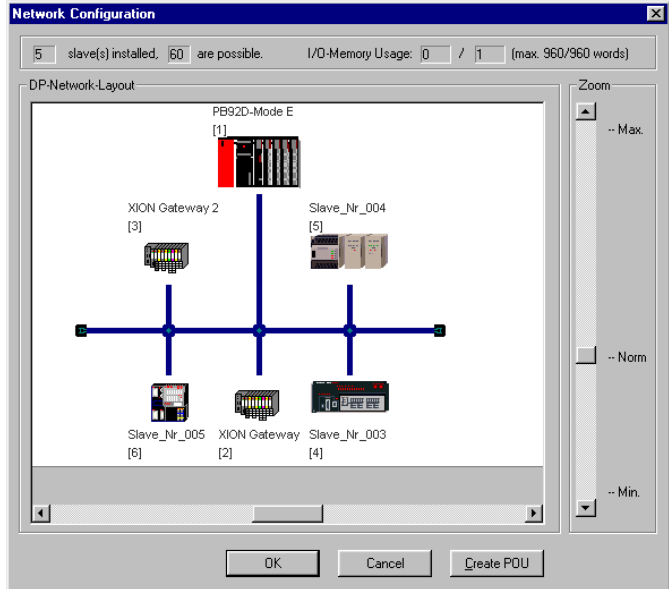 Network Configuration
5 slave(s) installed, 60 are possible. I/O-Memory Usage: 0 / 1 (max. 960/960 words)
DP-Network-Layout
Zoom
PB92D-Mode E
[1]
-- Max.
XION Gateway 2 Slave_Nr_004
[3] [5]
-- Norm
Slave_Nr_005 XION Gateway Slave_Nr_003
[6] [2] [4]
-- Min.
OK Cancel Create POU